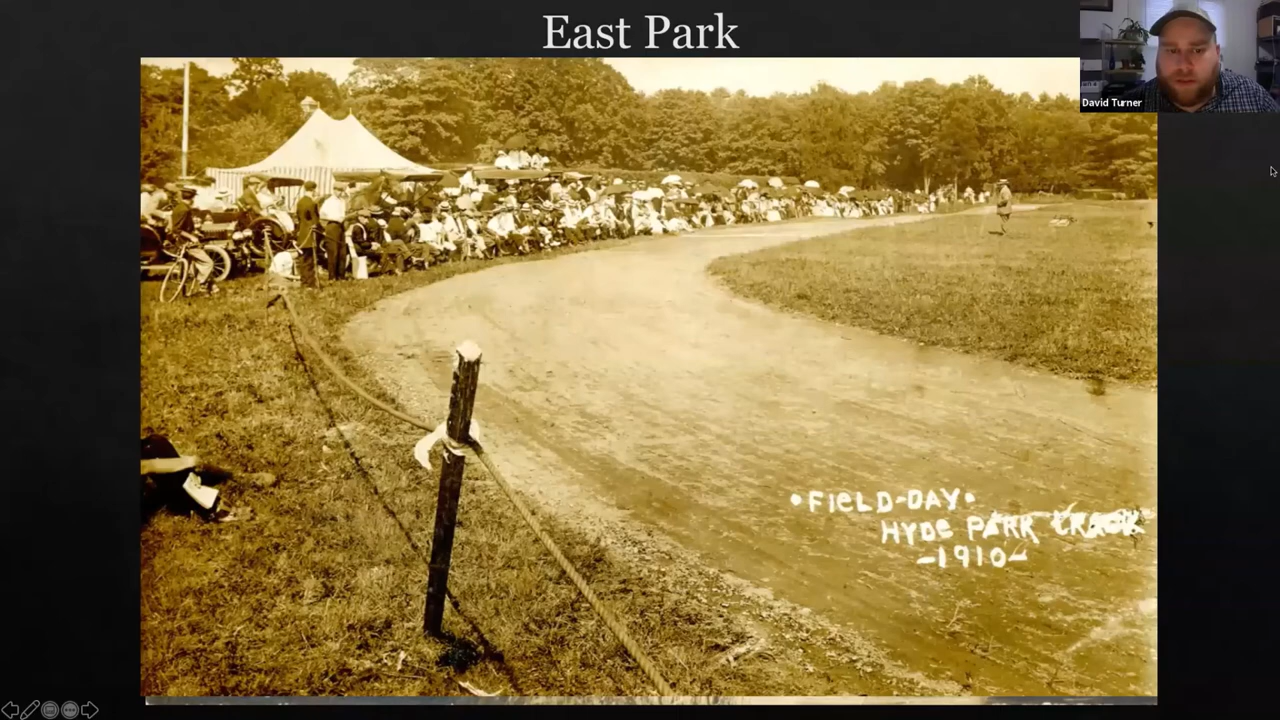 East Park
David Turner
•FIELD-DAY•
HYDE PARK TRACK
-1910-